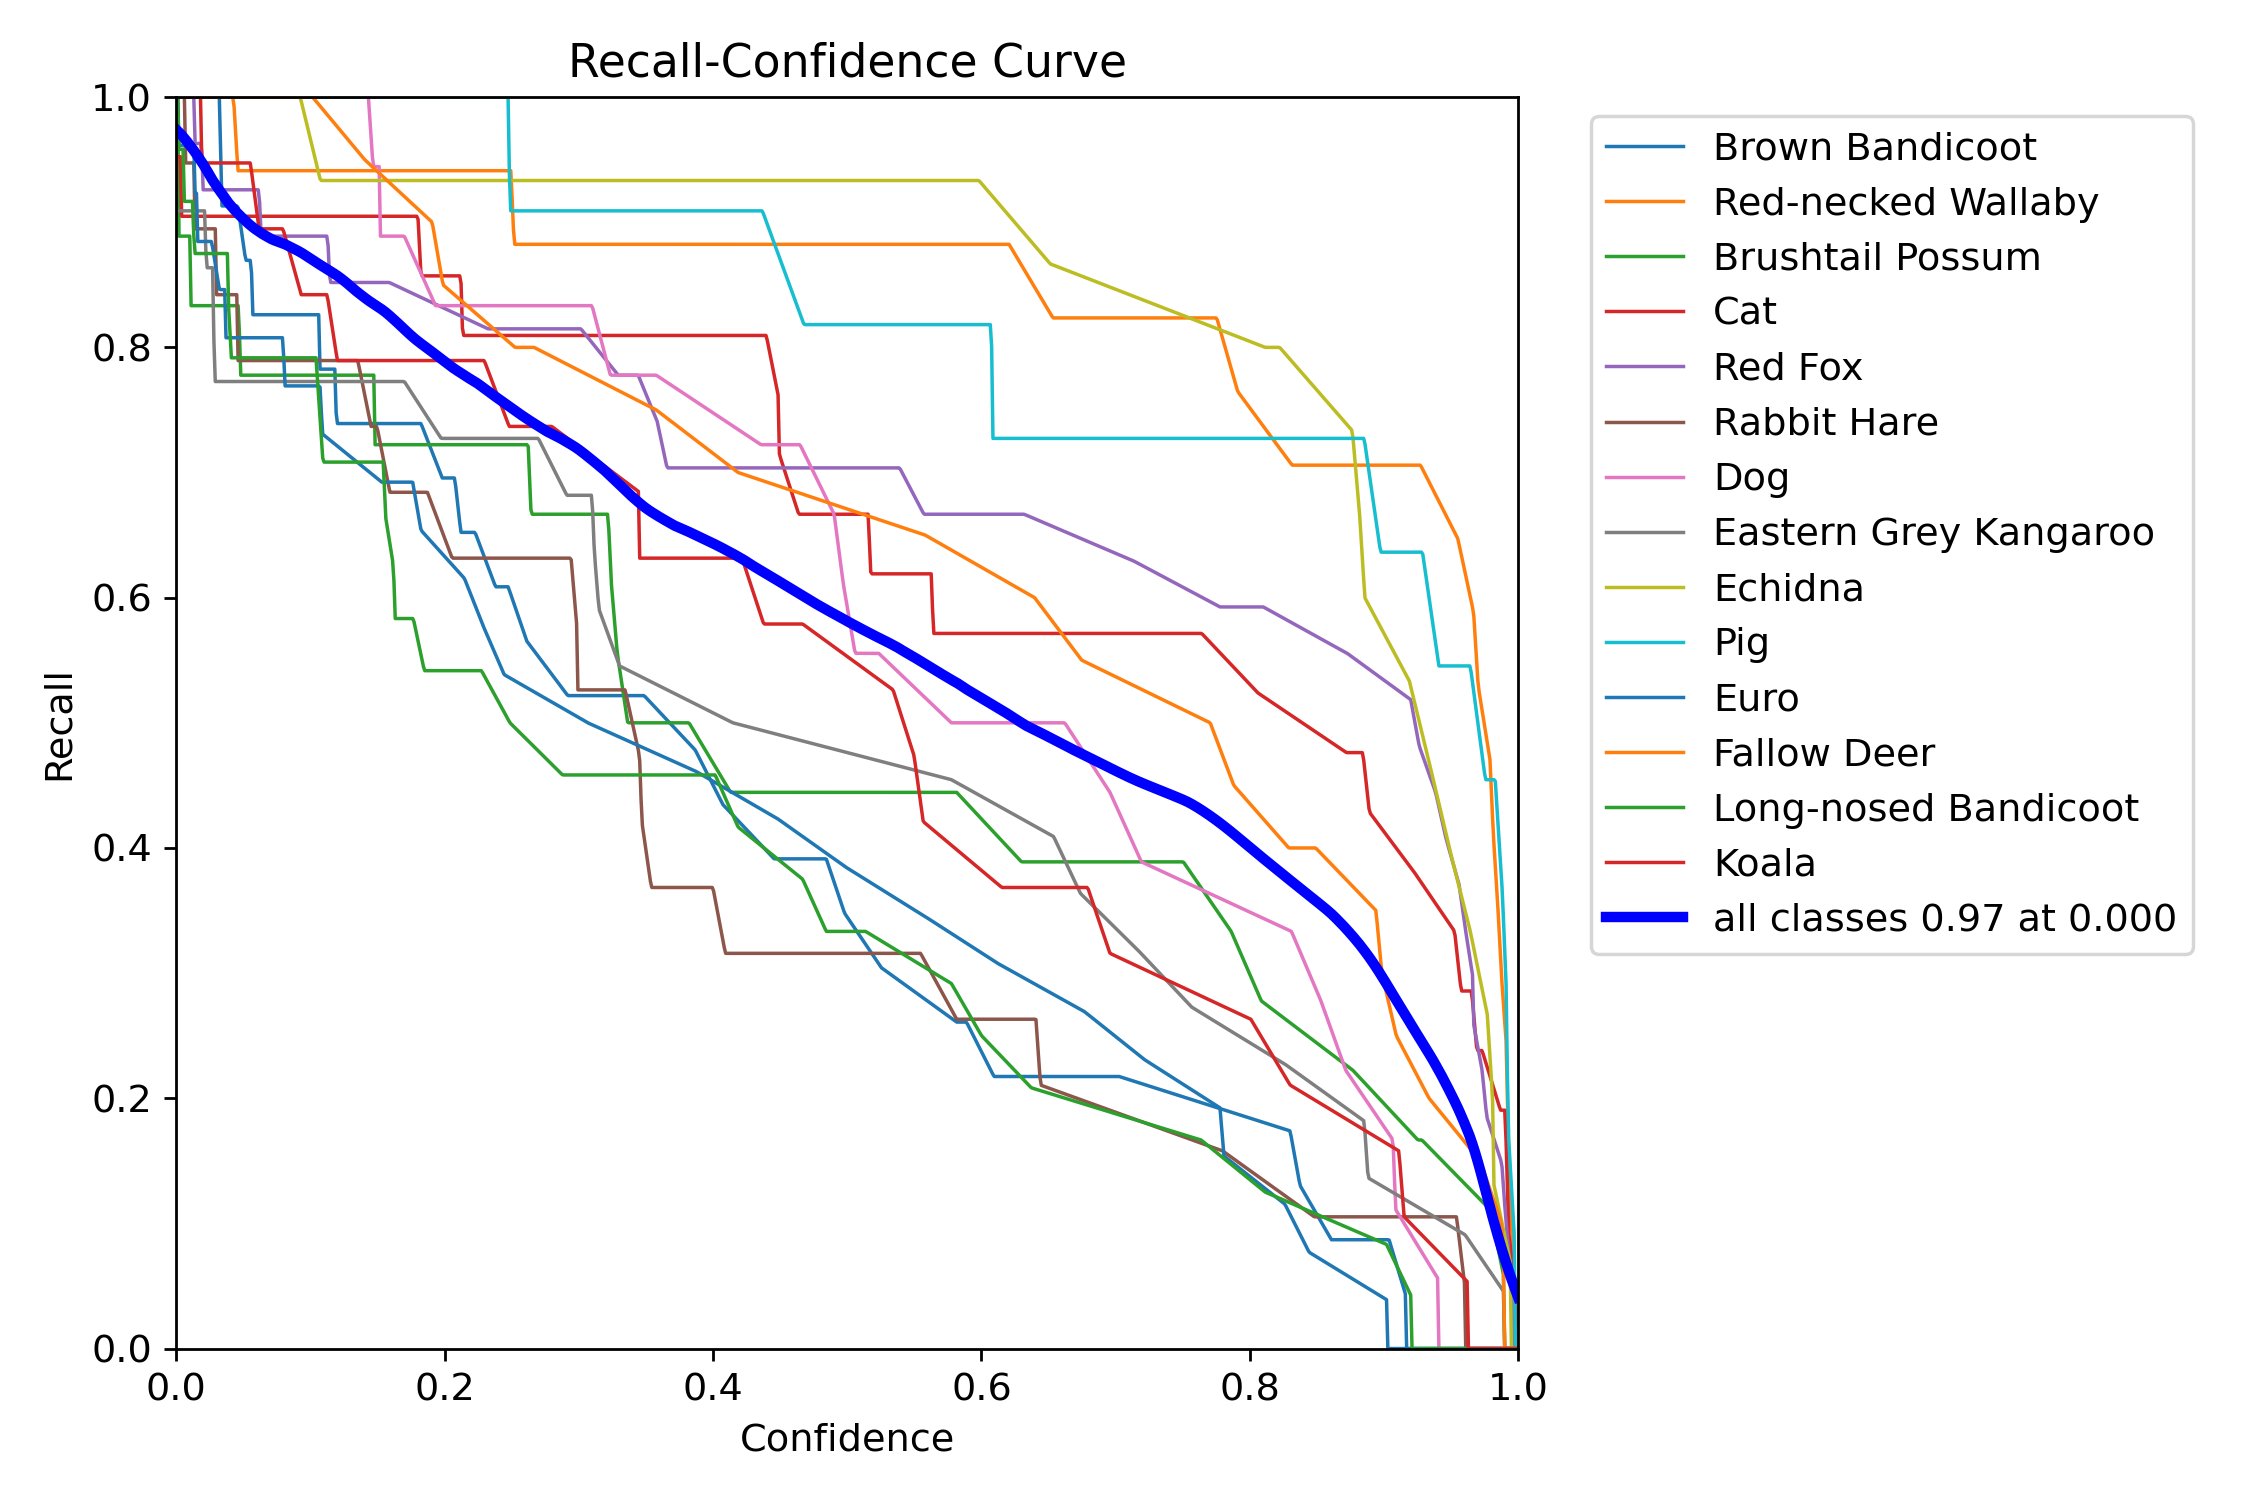 Recall-Confidence Curve
1.0
0.8
0.6
0.4
0.2
0.0
Recall
0.0 0.2 0.4 0.6 0.8 1.0
Confidence
Brown Bandicoot
Red-necked Wallaby
Brushtail Possum
Cat
Red Fox
Rabbit Hare
Dog
Eastern Grey Kangaroo
Echidna
Pig
Euro
Fallow Deer
Long-nosed Bandicoot
Koala
all classes 0.97 at 0.000